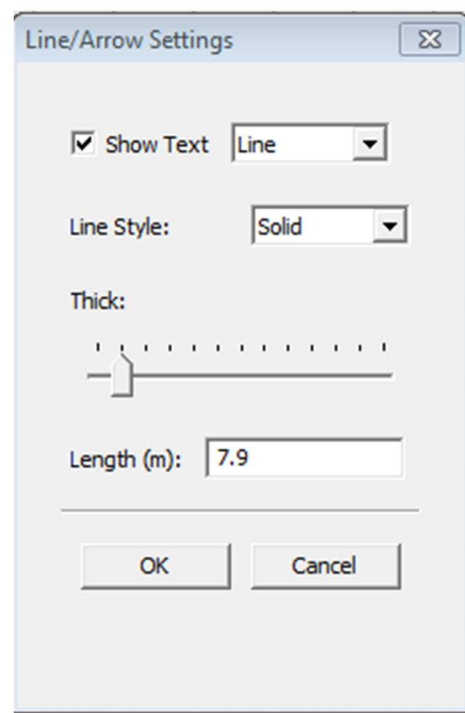 Line/Arrow Settings
Show Text Line
Line Style: Solid
Thick:
Length (m): 7.9
OK Cancel